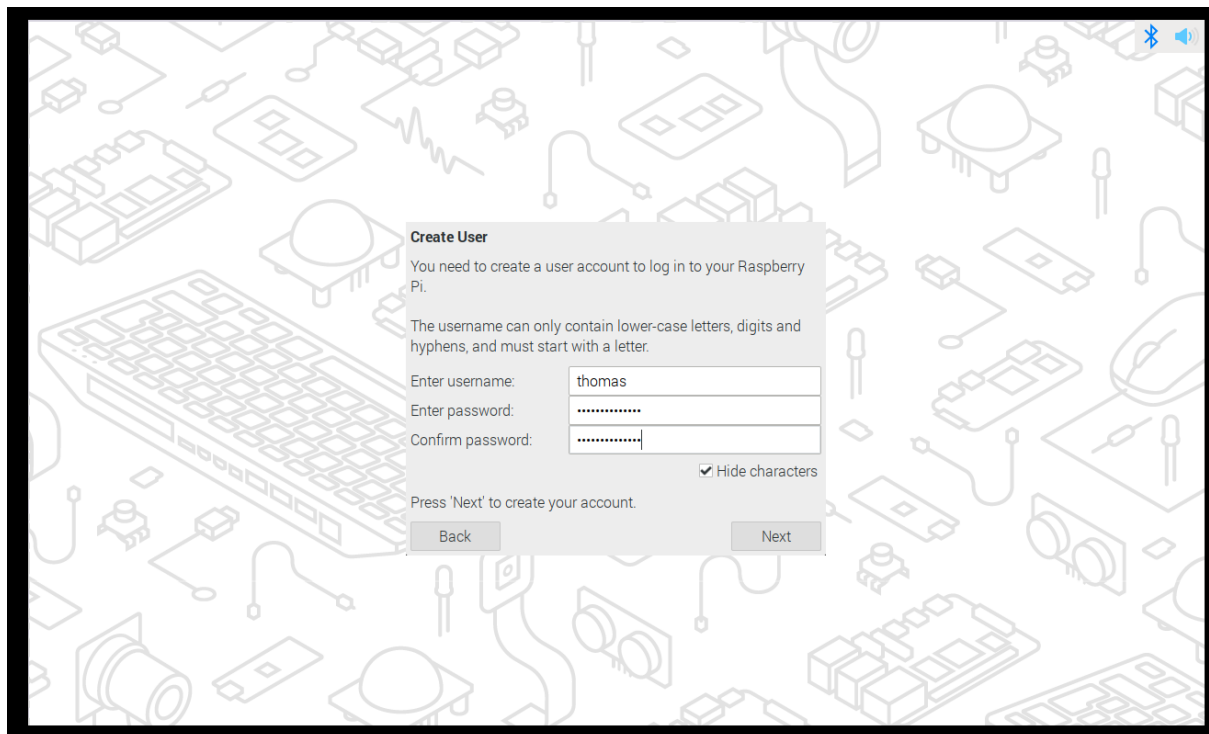 Create User
You need to create a user account to log in to your Raspberry
Pi.
The username can only contain lower-case letters, digits and
hyphens, and must start with a letter.
Enter username: thomas
Enter password: ••••••••••••••
Confirm password: ••••••••••••••
Hide characters
Press 'Next' to create your account.
Back Next